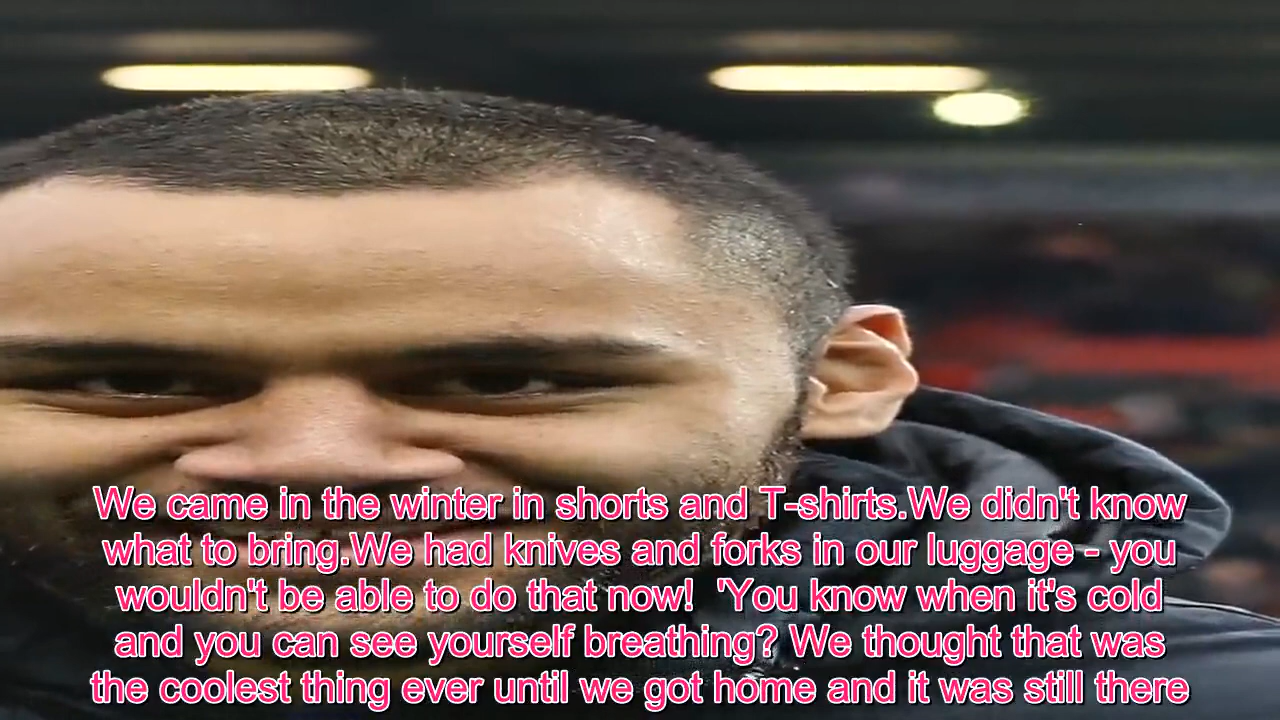 We came in the winter in shorts and T-shirts.We didn't know
what to bring.We had knives and forks in our luggage - you
wouldn't be able to do that now!  'You know when it's cold
and you can see yourself breathing? We thought that was
the coolest thing ever until we got home and it was still there